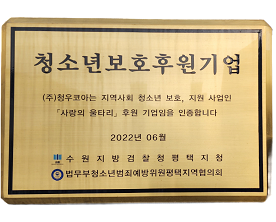 청소년보호후원기업
(주)청우코아는 지역사회 청소년 보호, 지원 사업인
「사랑의 울타리」 후원 기업임을 인증합니다
2022년 06월
수원지방검찰청평택지청
법무부청소년범죄예방위원평택지역협의회